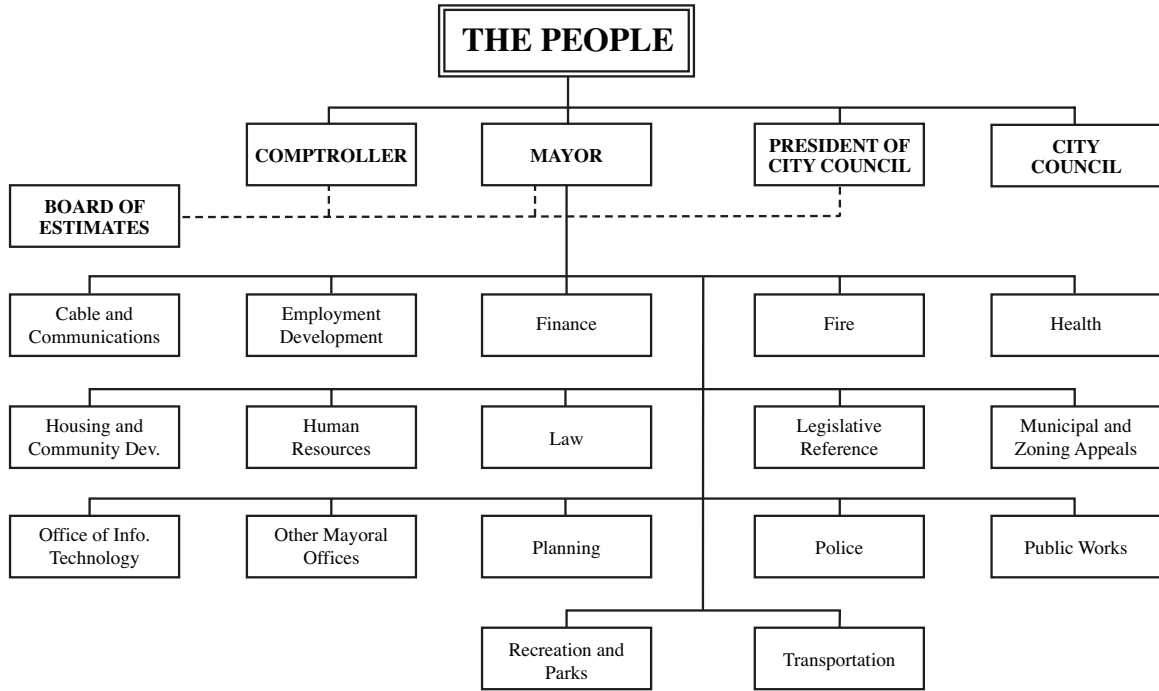 THE PEOPLE
COMPTROLLER
MAYOR
PRESIDENT OF
CITY COUNCIL
CITY
COUNCIL
BOARD OF
ESTIMATES
Cable and
Communications
Employment
Development
Finance
Fire
Health
Housing and
Community Dev.
Human
Resources
Law
Legislative
Reference
Municipal and
Zoning Appeals
Office of Info.
Technology
Other Mayoral
Offices
Planning
Police
Public Works
Recreation and
Parks
Transportation